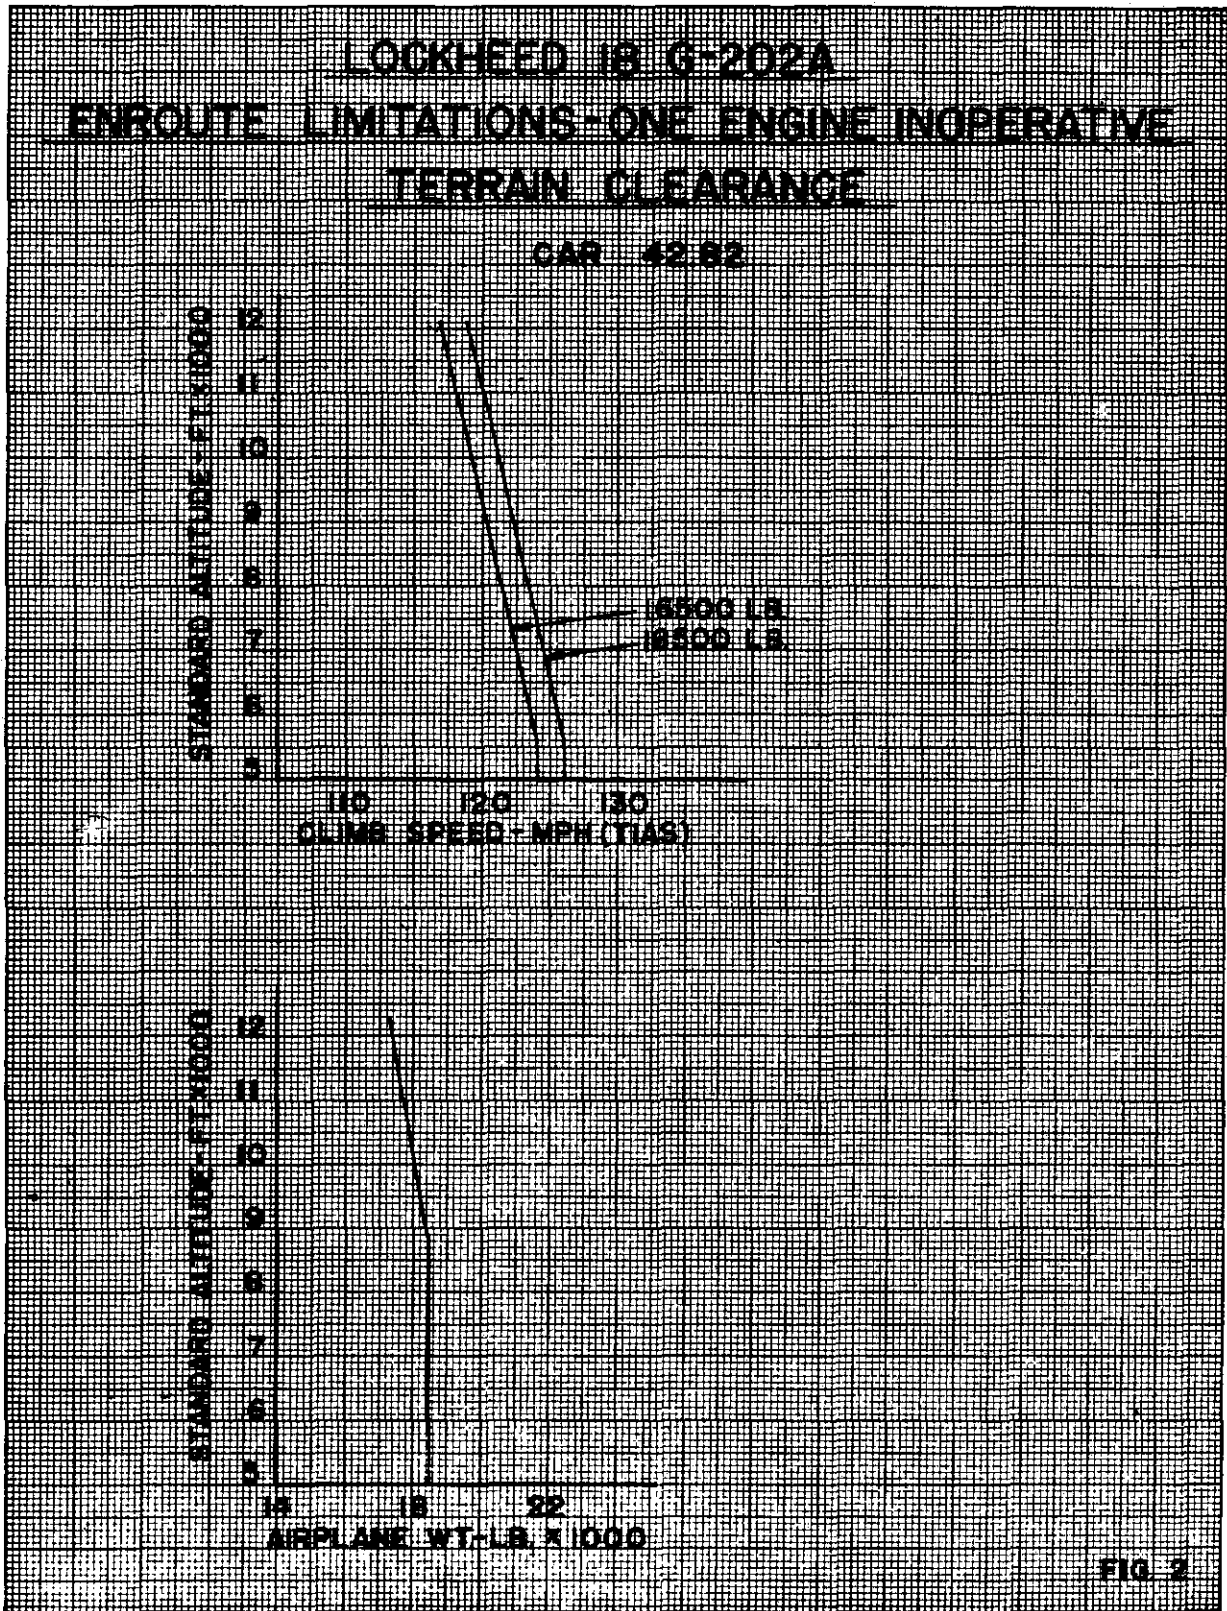 LOCKHEED 18 G-202A
ENROUTE LIMITATIONS-ONE ENGINE INOPERATIVE
TERRAIN CLEARANCE
CAR 42.82
STANDARD ALTITUDE-FT.X1000
12
11
10
9
8
7
6
5
16500 LB.
18500 LB.
110 120 130
CLIMB SPEED-MPH (TIAS)
STANDARD ALTITUDE-FT.X1000
12
11
10
9
8
7
6
5
14 18 22
AIRPLANE WT-LB. X 1000
FIG. 2